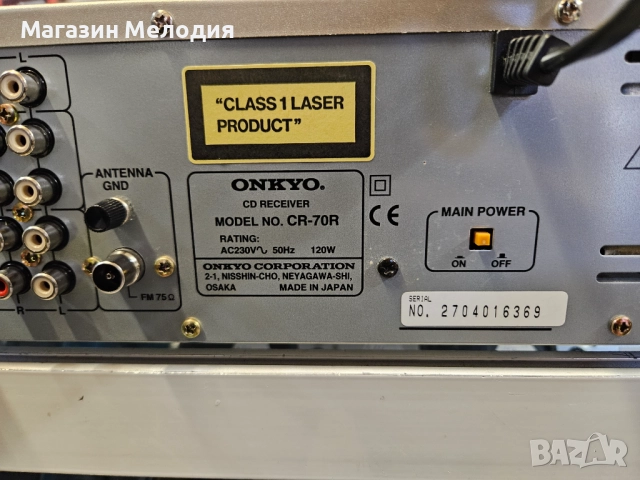 Магазин Мелодия
L
"CLASS 1 LASER
PRODUCT"
ANTENNA
GND
FM 75Ω
R L
ONKYO.
CD RECEIVER
MODEL NO. CR-70R
RATING:
AC230V∿ 50Hz 120W
ONKYO CORPORATION
2-1, NISSHIN-CHO, NEYAGAWA-SHI,
OSAKA MADE IN JAPAN
CE
MAIN POWER
ON OFF
SERIAL
NO. 2704016369
BAZAR